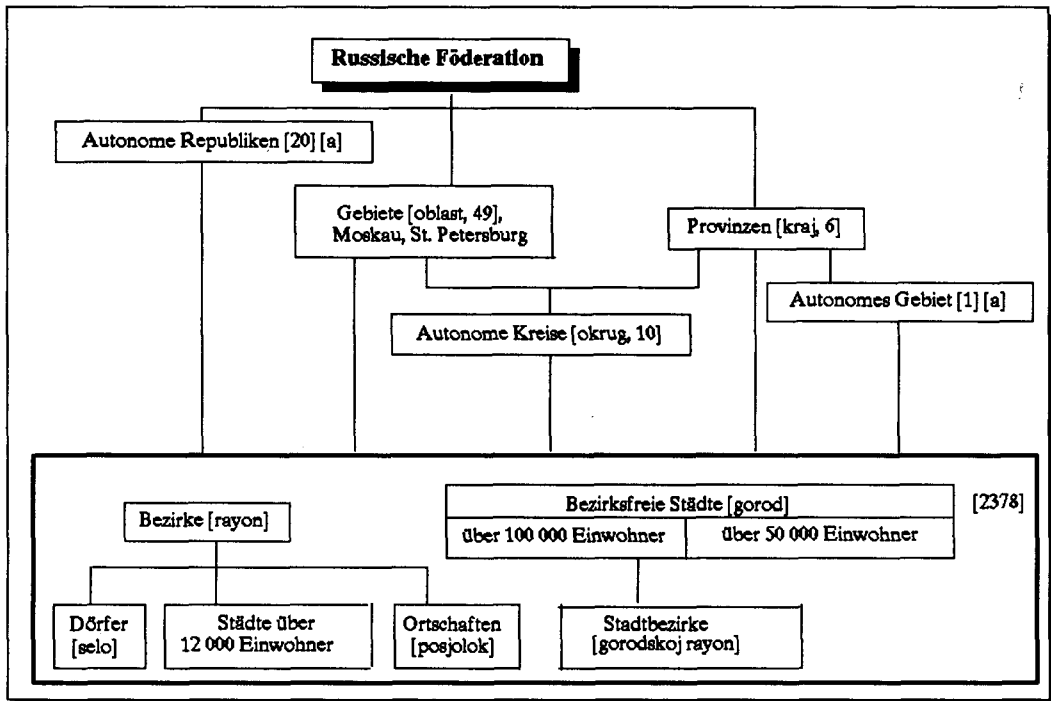 Russische Föderation
Autonome Republiken [20] [a]
Gebiete [oblast, 49],
Moskau, St. Petersburg
Provinzen [kraj, 6]
Autonomes Gebiet [1] [a]
Autonome Kreise [okrug, 10]
Bezirke [rayon]
Bezirksfreie Städte [gorod]
[2378]
über 100 000 Einwohner
über 50 000 Einwohner
Dörfer
[selo]
Städte über
12 000 Einwohner
Ortschaften
[posjolok]
Stadtbezirke
[gorodskoj rayon]